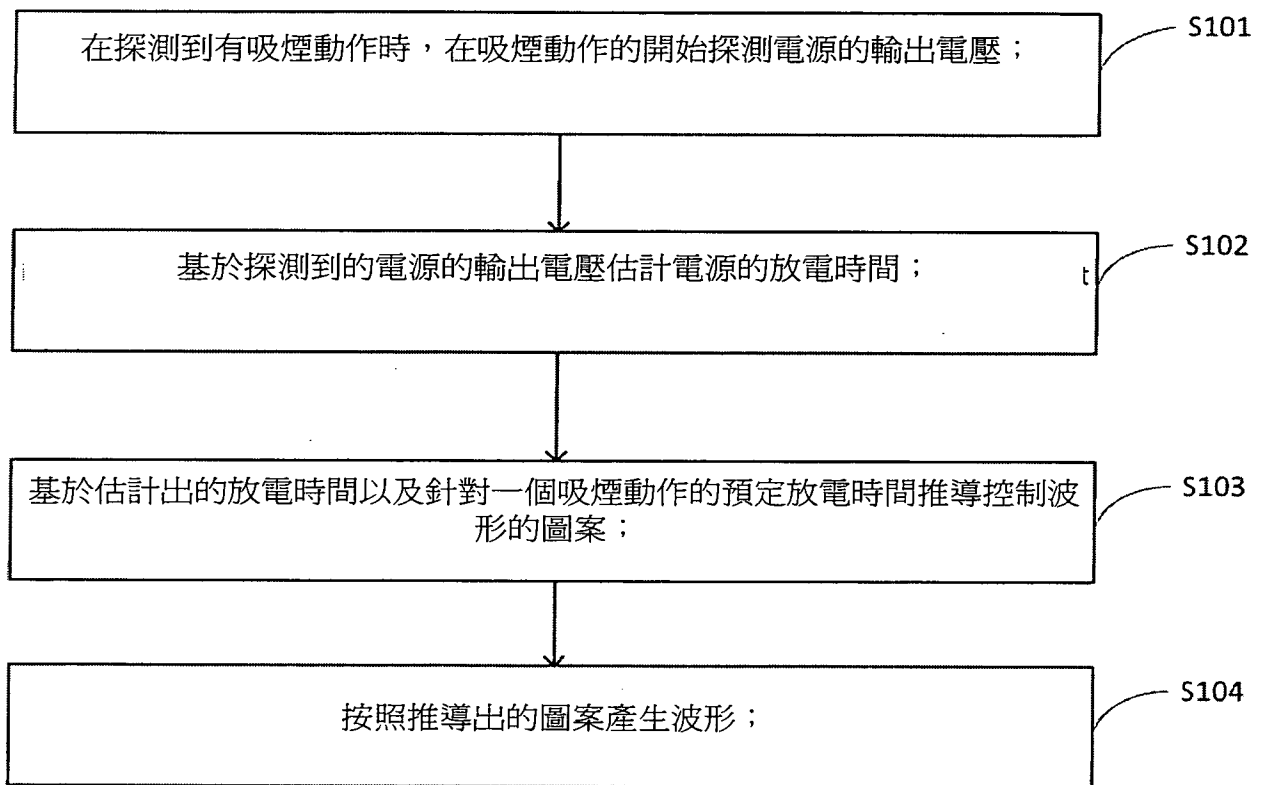 在探測到有吸煙動作時，在吸煙動作的開始探測電源的輸出電壓；
S101
基於探測到的電源的輸出電壓估計電源的放電時間；
t
S102
基於估計出的放電時間以及針對一個吸煙動作的預定放電時間推導控制波
形的圖案；
S103
按照推導出的圖案產生波形；
S104